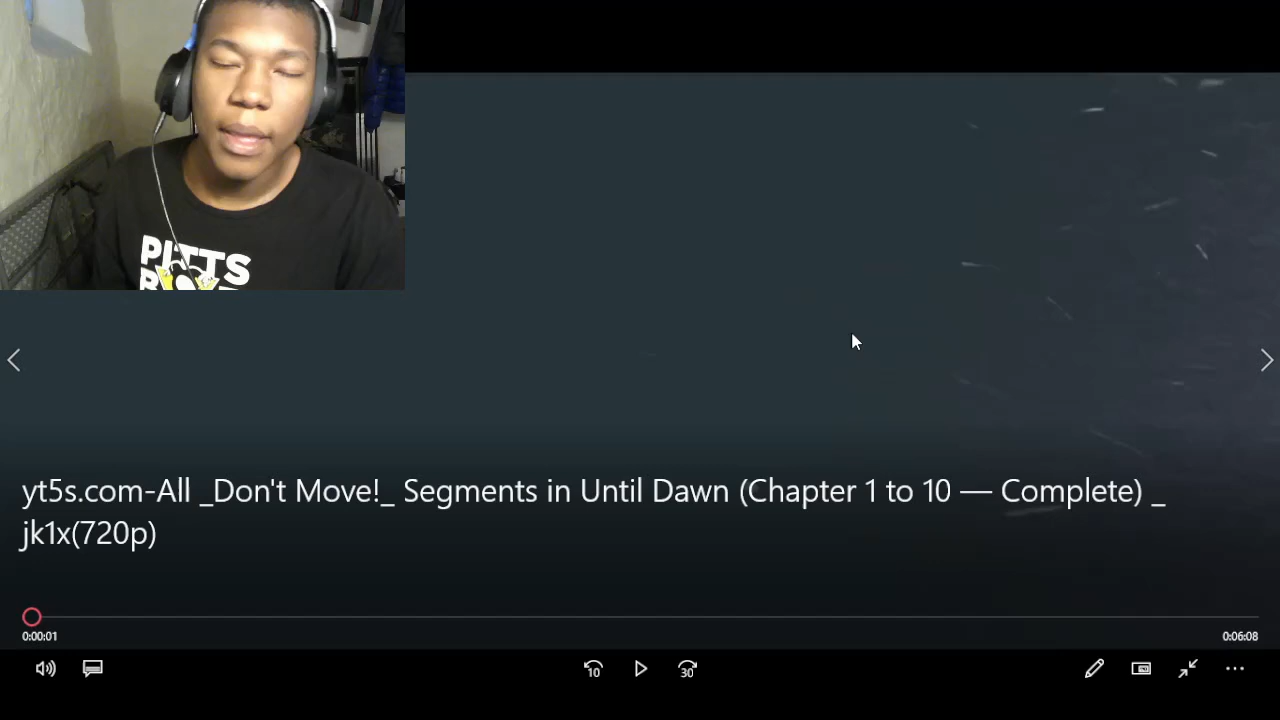 PITTS
yt5s.com-All _Don't Move!_ Segments in Until Dawn (Chapter 1 to 10 — Complete) _
jk1x(720p)
0:00:01
0:06:08
10
30